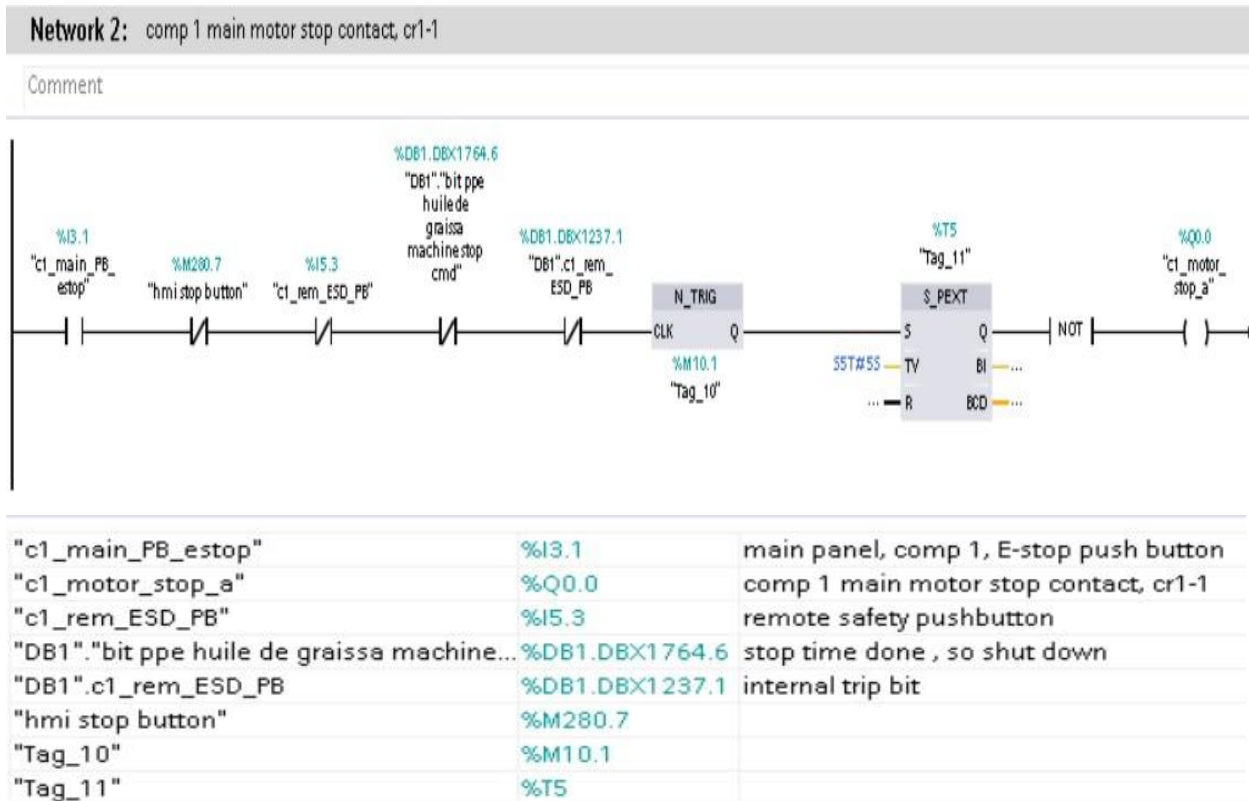 Network 2: comp 1 main motor stop contact, cr1-1
Comment
%I3.1
"c1_main_PB_
estop"
%M280.7
"hmi stop button"
%I5.3
"c1_rem_ESD_PB"
%DB1.DBX1764.6
"DB1"."bit ppe
huile de
graissa
machine stop
cmd"
%DB1.DBX1237.1
"DB1".c1_rem_
ESD_PB
N_TRIG
CLK Q
%M10.1
"Tag_10"
%T5
"Tag_11"
S_PEXT
S Q
S5T#5S TV BI ...
... R BCD ...
NOT
%Q0.0
"c1_motor_
stop_a"
"c1_main_PB_estop" %I3.1 main panel, comp 1, E-stop push button
"c1_motor_stop_a" %Q0.0 comp 1 main motor stop contact, cr1-1
"c1_rem_ESD_PB" %I5.3 remote safety pushbutton
"DB1"."bit ppe huile de graissa machine... %DB1.DBX1764.6 stop time done , so shut down
"DB1".c1_rem_ESD_PB %DB1.DBX1237.1 internal trip bit
"hmi stop button" %M280.7
"Tag_10" %M10.1
"Tag_11" %T5